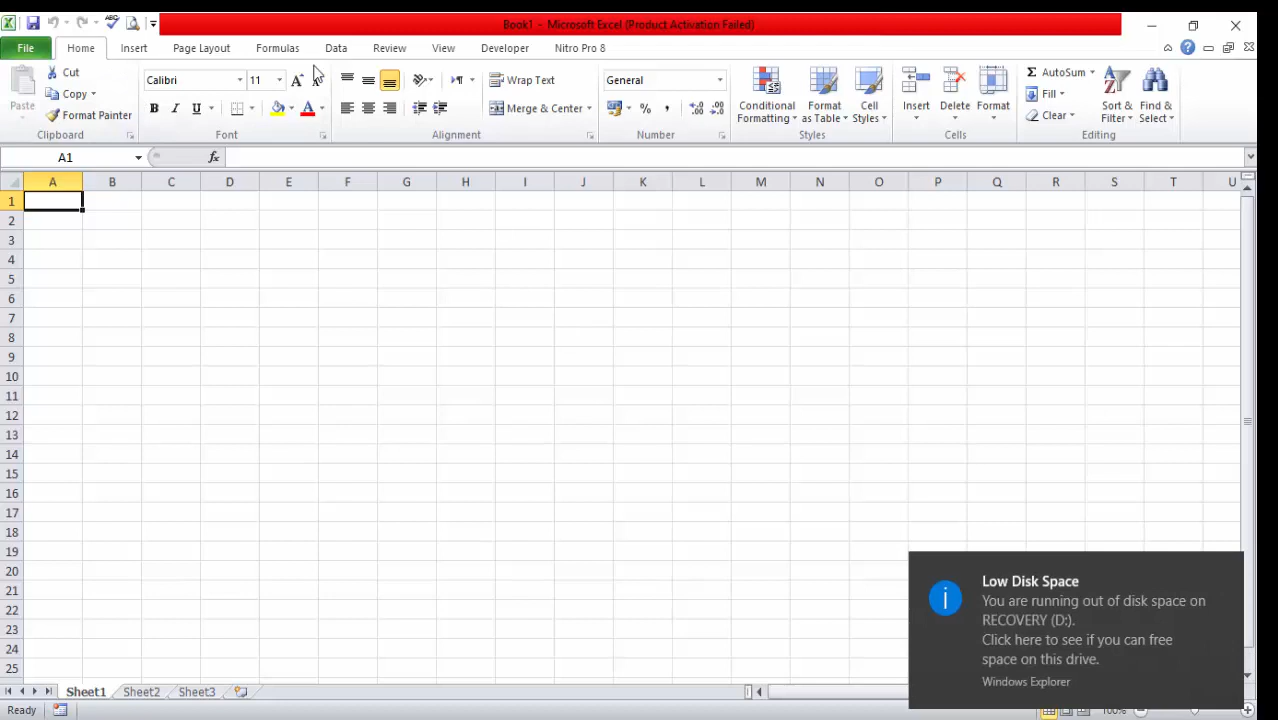 Book1 - Microsoft Excel (Product Activation Failed)
File Home Insert Page Layout Formulas Data Review View Developer Nitro Pro 8
Paste
Cut
Copy
Format Painter
Clipboard
Calibri 11
B I U
Font
Wrap Text
Merge & Center
Alignment
General
%
Number
Conditional Formatting
Format as Table
Cell Styles
Styles
Insert Delete Format
Cells
Σ AutoSum
Fill
Clear
Sort & Filter
Find & Select
Editing
A1 fx
A B C D E F G H I J K L M N O P Q R S T U
1
2
3
4
5
6
7
8
9
10
11
12
13
14
15
16
17
18
19
20
21
22
23
24
25
Low Disk Space
You are running out of disk space on
RECOVERY (D:).
Click here to see if you can free
space on this drive.
Windows Explorer
Sheet1 Sheet2 Sheet3
Ready 100%